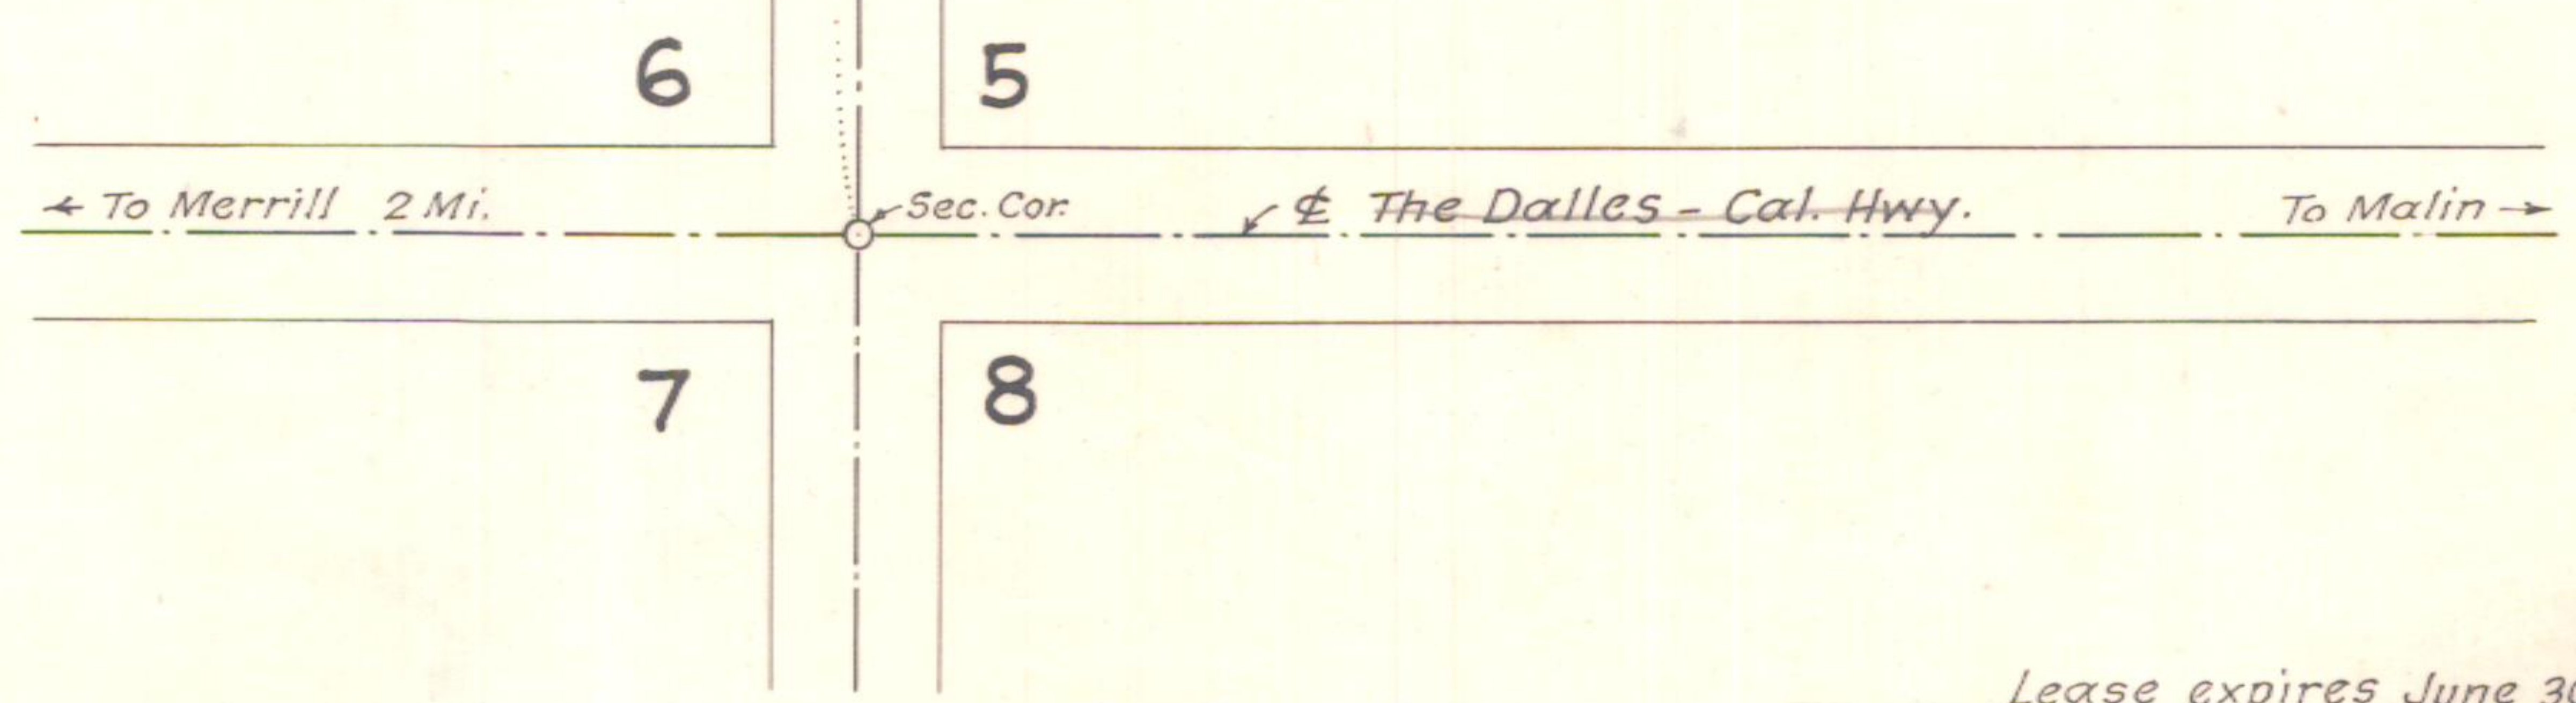 6 5
← To Merrill 2 Mi. Sec. Cor. ℄ The Dalles - Cal. Hwy. To Malin →
7 8
Lease expires June 30